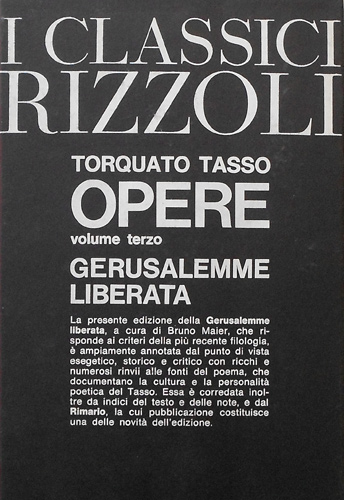 I CLASSICI
RIZZOLI
TORQUATO TASSO
OPERE
volume terzo
GERUSALEMME
LIBERATA
La presente edizione della Gerusalemme
liberata, a cura di Bruno Maier, che ri-
sponde ai criteri della più recente filologia,
è ampiamente annotata dal punto di vista
esegetico, storico e critico con ricchi e
numerosi rinvii alle fonti del poema, che
documentano la cultura e la personalità
poetica del Tasso. Essa è corredata inol-
tre da indici del testo e delle note, e dal
Rimario, la cui pubblicazione costituisce
una delle novità dell'edizione.